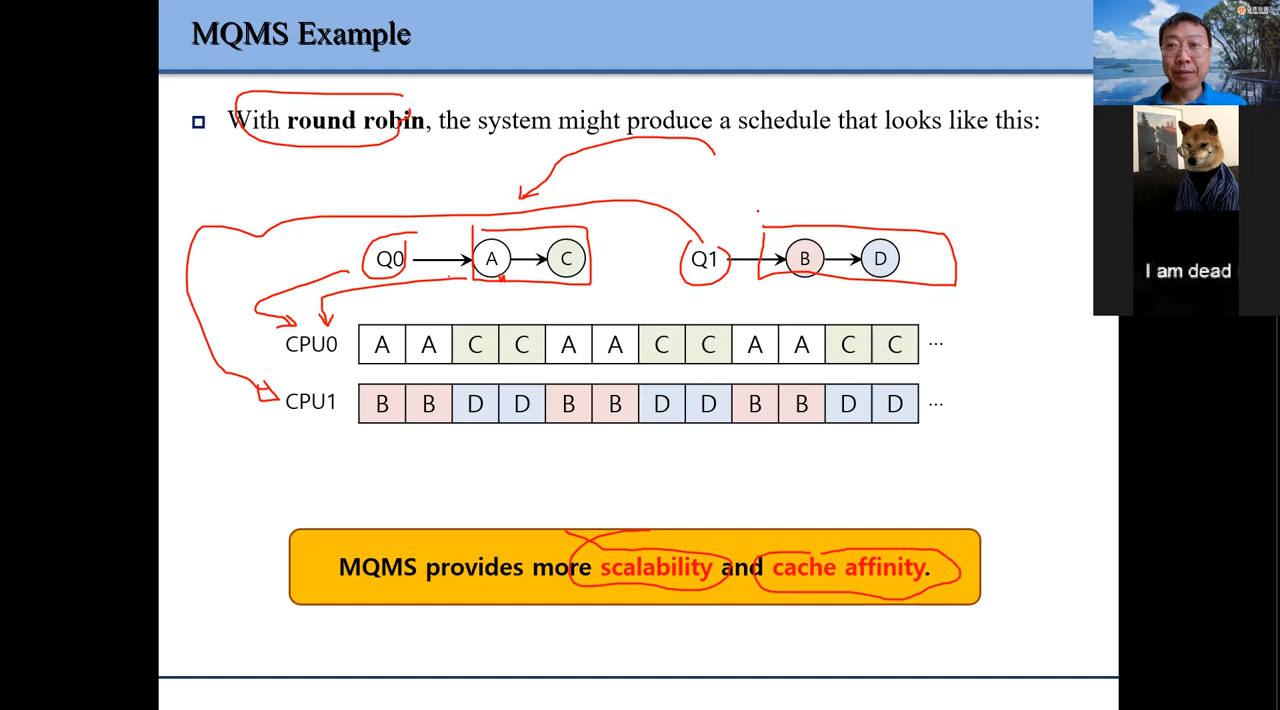 MQMS Example
With round robin, the system might produce a schedule that looks like this:
Q0 A C Q1 B D
CPU0 A A C C A A C C A A C C ...
CPU1 B B D D B B D D B B D D ...
MQMS provides more scalability and cache affinity.
I am dead